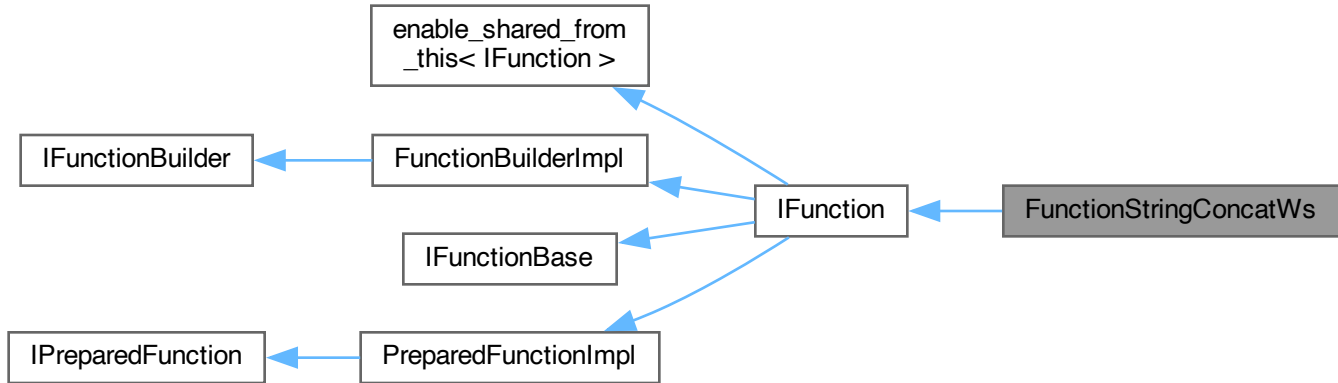 enable_shared_from
_this< IFunction >
IFunctionBuilder
FunctionBuilderImpl
IFunction
FunctionStringConcatWs
IFunctionBase
IPreparedFunction
PreparedFunctionImpl